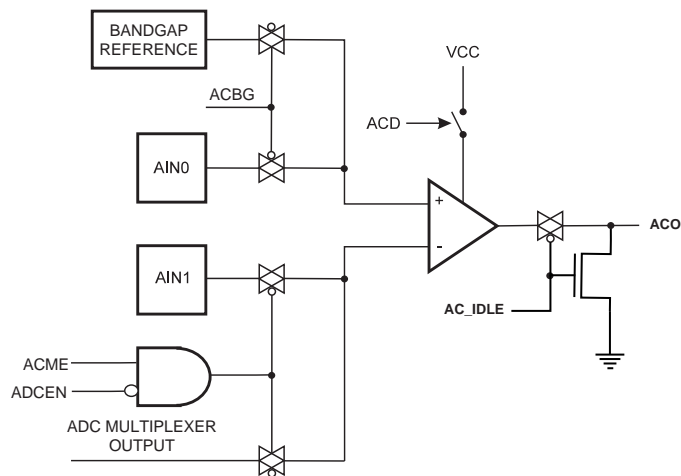 BANDGAP
REFERENCE
VCC
ACBG
ACD
AIN0
+
-
ACO
AIN1
AC_IDLE
ACME
ADCEN
ADC MULTIPLEXER
OUTPUT